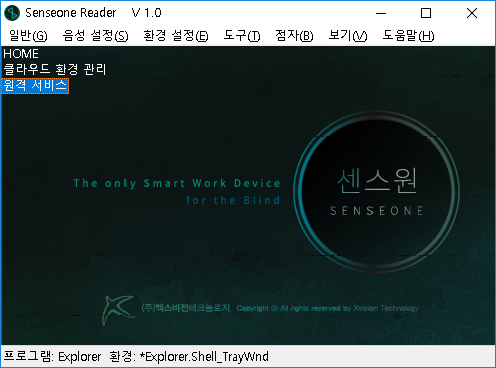 Senseone Reader V 1.0
일반(G) 음성 설정(S) 환경 설정(E) 도구(T) 점자(B) 보기(V) 도움말(H)
HOME
클라우드 환경 관리
원격 서비스
센스원
SENSEONE
The only Smart Work Device
for the Blind
(주)엑스비전테크놀로지 Copyright ⓒ All rights reserved by Xvision Technology
프로그램: Explorer 환경: *Explorer.Shell_TrayWnd